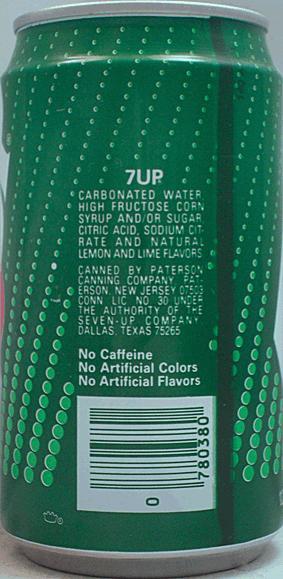 7UP
CARBONATED WATER
HIGH FRUCTOSE CORN
SYRUP AND/OR SUGAR
CITRIC ACID, SODIUM CIT-
RATE AND NATURAL
LEMON AND LIME FLAVORS
CANNED BY PATERSON
CANNING COMPANY PAT-
ERSON, NEW JERSEY 07503
CONN LIC NO 30 UNDER
THE AUTHORITY OF THE
SEVEN-UP COMPANY
DALLAS, TEXAS 75265
No Caffeine
No Artificial Colors
No Artificial Flavors
780380
0